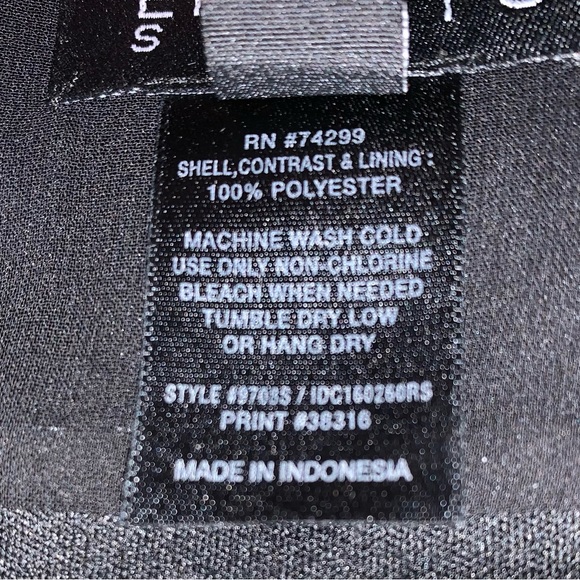 S
RN #74299
SHELL,CONTRAST & LINING :
100% POLYESTER
MACHINE WASH COLD
USE ONLY NON-CHLORINE
BLEACH WHEN NEEDED
TUMBLE DRY LOW
OR HANG DRY
STYLE #9708S / IDC160260RS
PRINT #38316
MADE IN INDONESIA